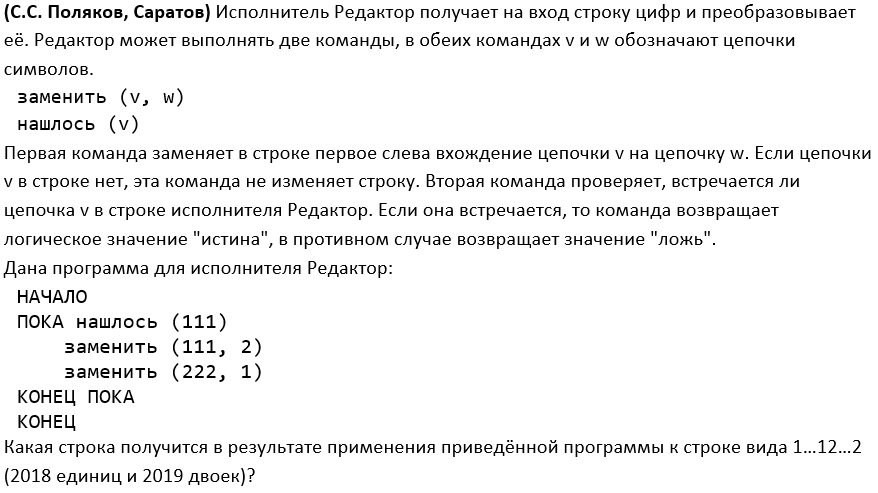 (С.С. Поляков, Саратов) Исполнитель Редактор получает на вход строку цифр и преобразовывает
её. Редактор может выполнять две команды, в обеих командах v и w обозначают цепочки
символов.
заменить (v, w)
нашлось (v)
Первая команда заменяет в строке первое слева вхождение цепочки v на цепочку w. Если цепочки
v в строке нет, эта команда не изменяет строку. Вторая команда проверяет, встречается ли
цепочка v в строке исполнителя Редактор. Если она встречается, то команда возвращает
логическое значение "истина", в противном случае возвращает значение "ложь".
Дана программа для исполнителя Редактор:
НАЧАЛО
ПОКА нашлось (111)
заменить (111, 2)
заменить (222, 1)
КОНЕЦ ПОКА
КОНЕЦ
Какая строка получится в результате применения приведённой программы к строке вида 1…12…2
(2018 единиц и 2019 двоек)?